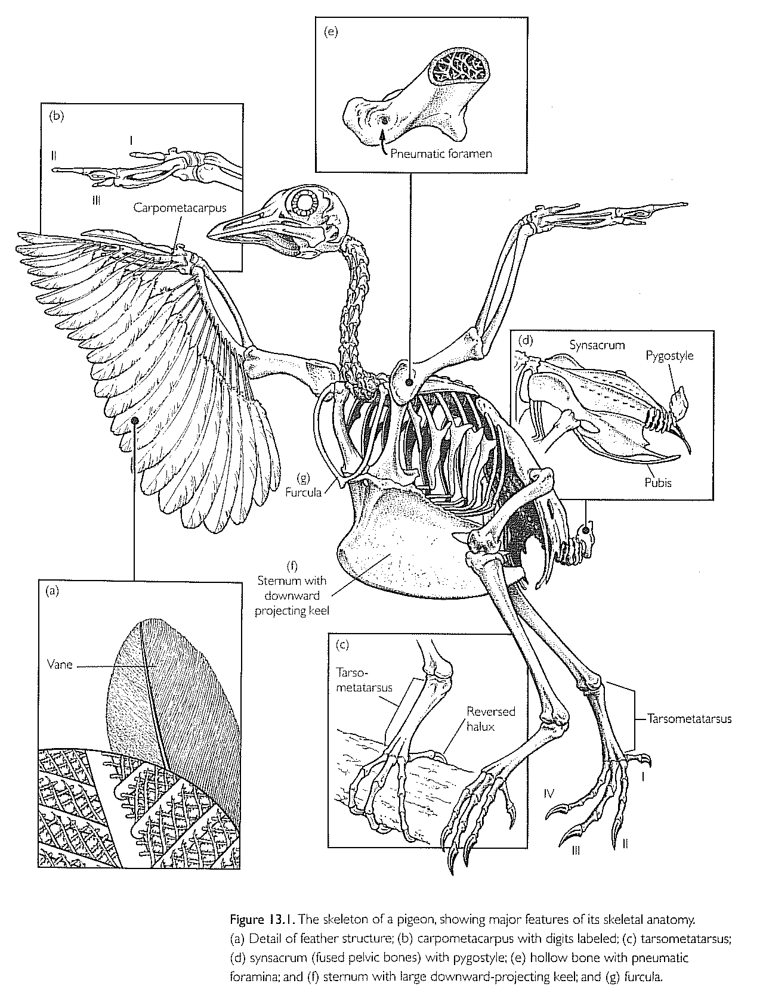 (e)
Pneumatic foramen
(b)
I
II
III
Carpometacarpus
(d)
Synsacrum
Pygostyle
Pubis
(g)
Furcula
(f)
Sternum with
downward
projecting keel
(a)
Vane
(c)
Tarso-
metatarsus
Reversed
halux
Tarsometatarsus
I
IV
III
II
Figure 13.1. The skeleton of a pigeon, showing major features of its skeletal anatomy.
(a) Detail of feather structure; (b) carpometacarpus with digits labeled; (c) tarsometatarsus;
(d) synsacrum (fused pelvic bones) with pygostyle; (e) hollow bone with pneumatic
foramina; and (f) sternum with large downward-projecting keel; and (g) furcula.